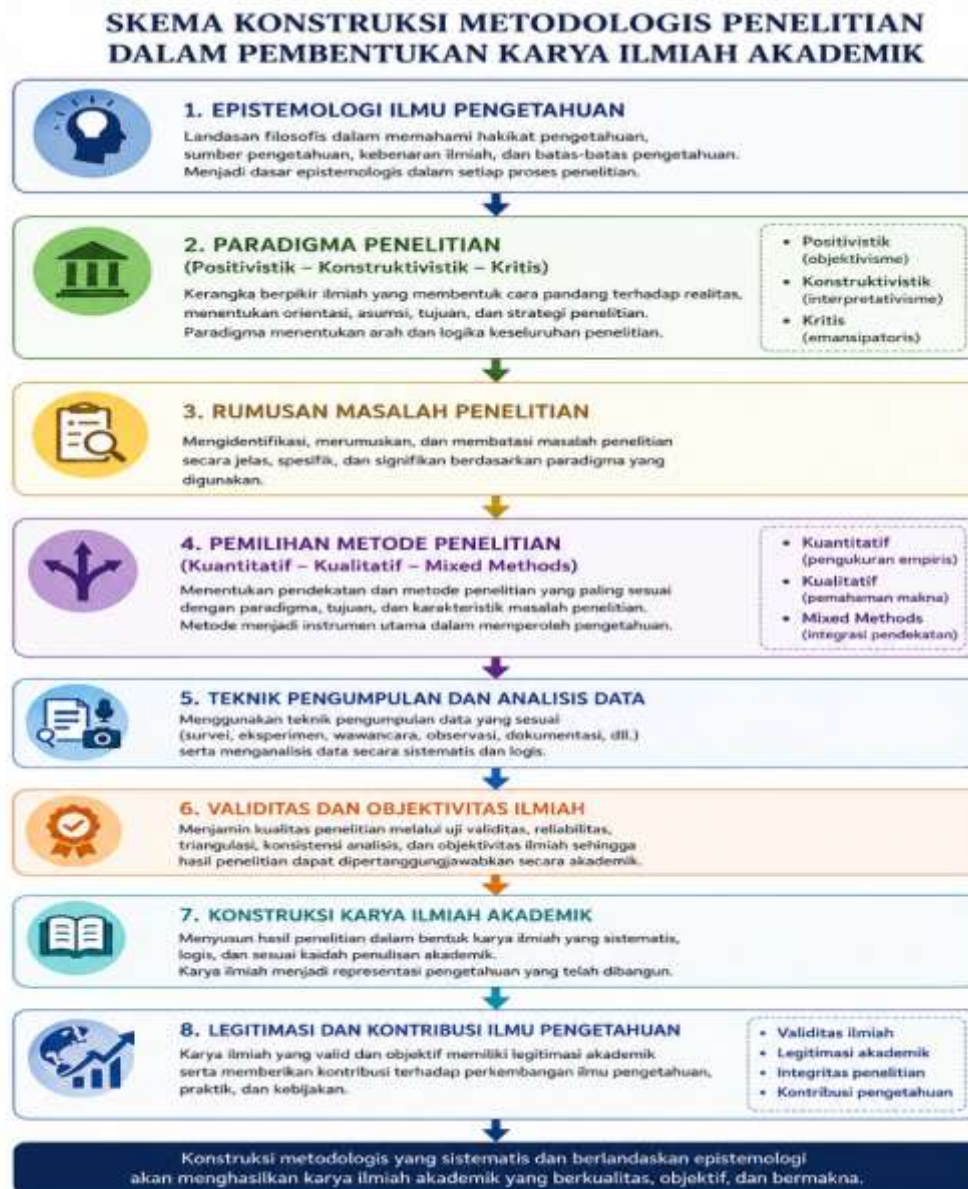 SKEMA KONSTRUKSI METODOLOGIS PENELITIAN
DALAM PEMBENTUKAN KARYA ILMIAH AKADEMIK
1. EPISTEMOLOGI ILMU PENGETAHUAN
Landasan filosofis dalam memahami hakikat pengetahuan,
sumber pengetahuan, kebenaran ilmiah, dan batas-batas pengetahuan.
Menjadi dasar epistemologis dalam setiap proses penelitian.
2. PARADIGMA PENELITIAN
(Positivistik – Konstruktivistik – Kritis)
Kerangka berpikir ilmiah yang membentuk cara pandang terhadap realitas,
menentukan orientasi, asumsi, tujuan, dan strategi penelitian.
Paradigma menentukan arah dan logika keseluruhan penelitian.
• Positivistik
(objektivisme)
• Konstruktivistik
(interpretativisme)
• Kritis
(emansipatoris)
3. RUMUSAN MASALAH PENELITIAN
Mengidentifikasi, merumuskan, dan membatasi masalah penelitian
secara jelas, spesifik, dan signifikan berdasarkan paradigma yang
digunakan.
4. PEMILIHAN METODE PENELITIAN
(Kuantitatif – Kualitatif – Mixed Methods)
Menentukan pendekatan dan metode penelitian yang paling sesuai
dengan paradigma, tujuan, dan karakteristik masalah penelitian.
Metode menjadi instrumen utama dalam memperoleh pengetahuan.
• Kuantitatif
(pengukuran empiris)
• Kualitatif
(pemahaman makna)
• Mixed Methods
(integrasi pendekatan)
5. TEKNIK PENGUMPULAN DAN ANALISIS DATA
Menggunakan teknik pengumpulan data yang sesuai
(survei, eksperimen, wawancara, observasi, dokumentasi, dll.)
serta menganalisis data secara sistematis dan logis.
6. VALIDITAS DAN OBJEKTIVITAS ILMIAH
Menjamin kualitas penelitian melalui uji validitas, reliabilitas,
triangulasi, konsistensi analisis, dan objektivitas ilmiah sehingga
hasil penelitian dapat dipertanggungjawabkan secara akademik.
7. KONSTRUKSI KARYA ILMIAH AKADEMIK
Menyusun hasil penelitian dalam bentuk karya ilmiah yang sistematis,
logis, dan sesuai kaidah penulisan akademik.
Karya ilmiah menjadi representasi pengetahuan yang telah dibangun.
8. LEGITIMASI DAN KONTRIBUSI ILMU PENGETAHUAN
Karya ilmiah yang valid dan objektif memiliki legitimasi akademik
serta memberikan kontribusi terhadap perkembangan ilmu pengetahuan,
praktik, dan kebijakan.
• Validitas ilmiah
• Legitimasi akademik
• Integritas penelitian
• Kontribusi pengetahuan
Konstruksi metodologis yang sistematis dan berlandaskan epistemologi
akan menghasilkan karya ilmiah akademik yang berkualitas, objektif, dan bermakna.